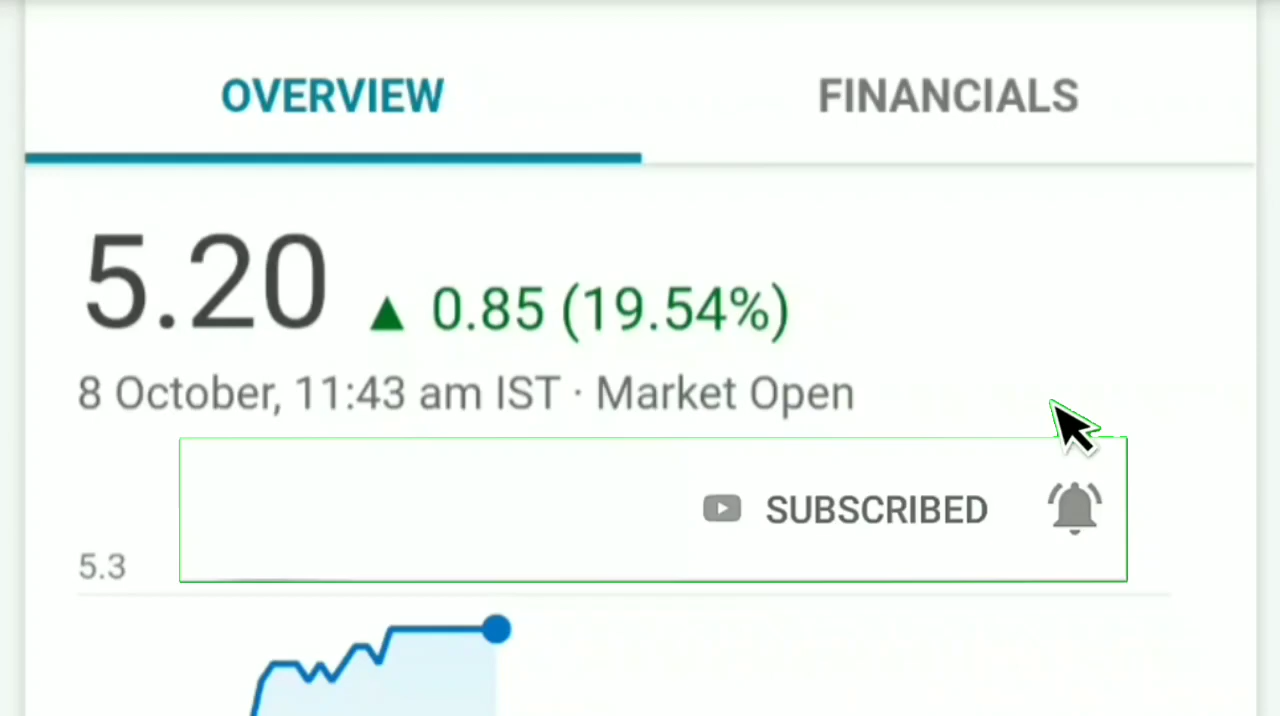 OVERVIEW FINANCIALS
5.20 ▲ 0.85 (19.54%)
8 October, 11:43 am IST · Market Open
SUBSCRIBED
5.3